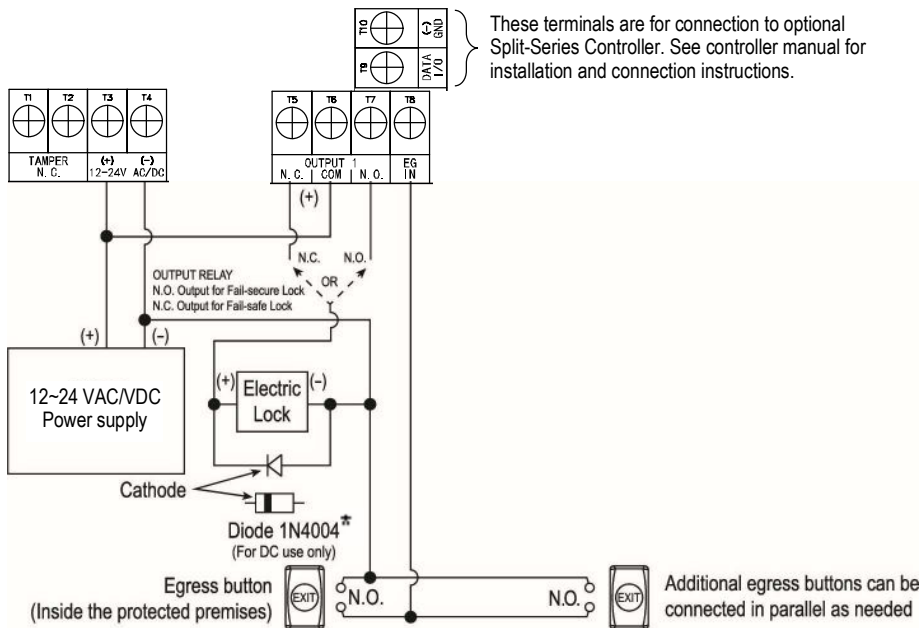 T10
(-)
GND
T9
DATA
I/O
These terminals are for connection to optional
Split-Series Controller. See controller manual for
installation and connection instructions.
T1 T2 T3 T4
TAMPER
N. C.
(+) (-)
12-24V AC/DC
T5 T6 T7 T8
OUTPUT 1
N. C. COM N. O.
EG
IN
(+)
N.C. N.O.
OR
OUTPUT RELAY
N.O. Output for Fail-secure Lock
N.C. Output for Fail-safe Lock
(+) (-)
12~24 VAC/VDC
Power supply
(+) Electric (-)
Lock
Cathode
Diode 1N4004*
(For DC use only)
Egress button
(Inside the protected premises)
EXIT
N.O.
N.O.
EXIT
Additional egress buttons can be
connected in parallel as needed